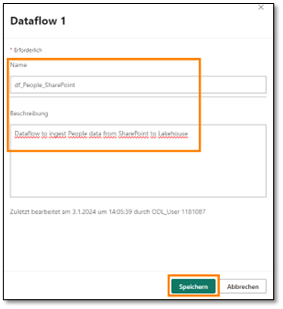 Dataflow 1
* Erforderlich
Name
df_People_SharePoint
Beschreibung
Dataflow to ingest People data from SharePoint to Lakehouse
Zuletzt bearbeitet am 3.1.2024 um 14:05:39 durch ODL_User 1181087
Speichern
Abbrechen